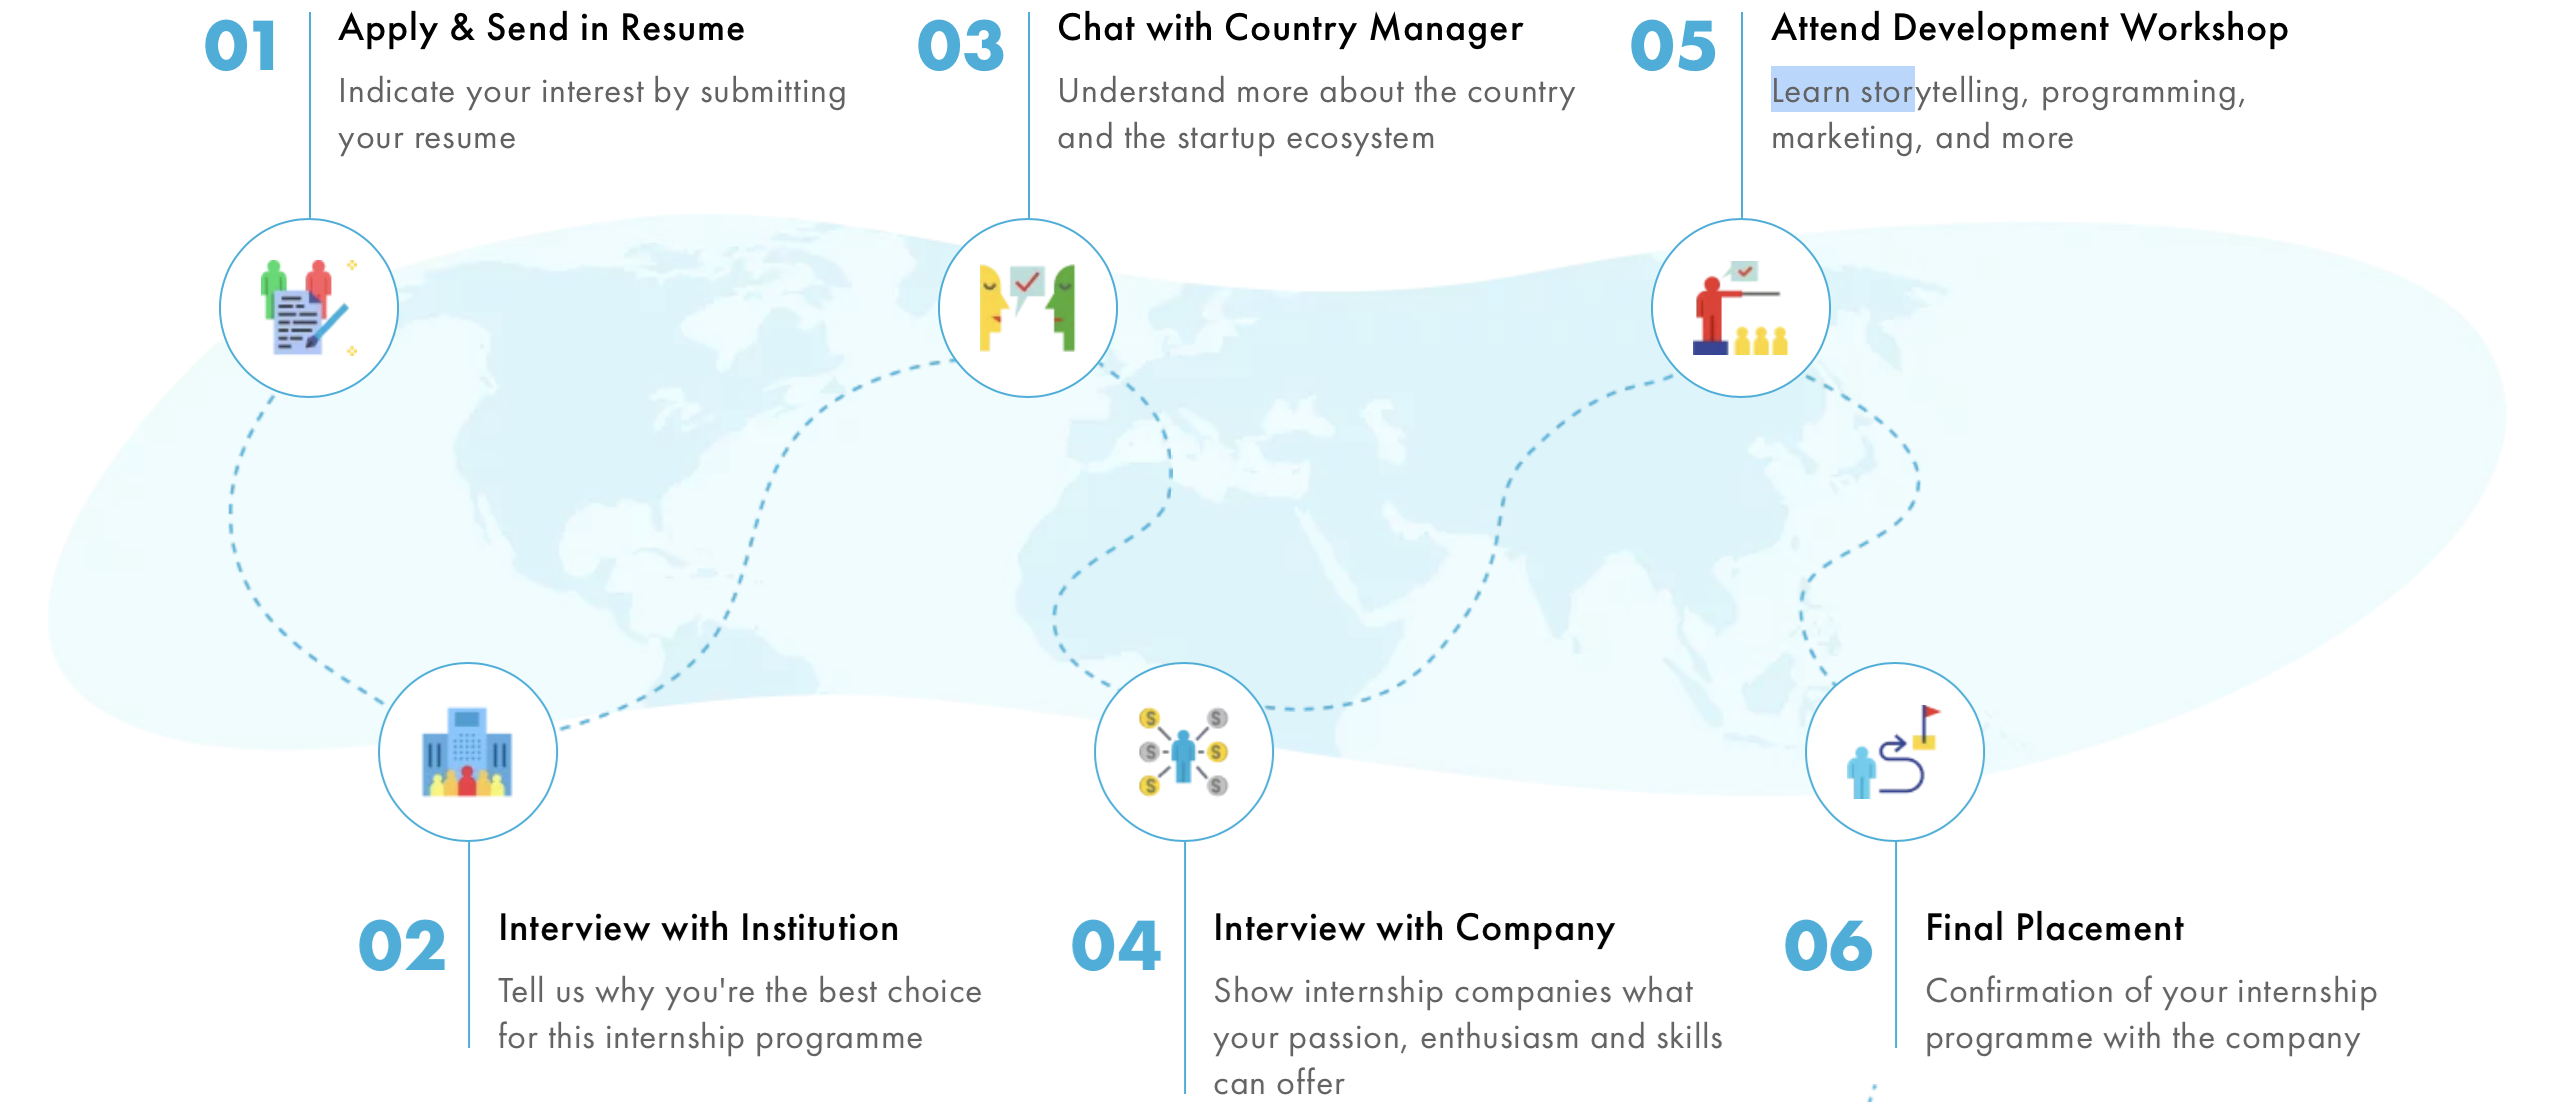 01
Apply & Send in Resume
Indicate your interest by submitting
your resume
03
Chat with Country Manager
Understand more about the country
and the startup ecosystem
05
Attend Development Workshop
Learn storytelling, programming,
marketing, and more
$ $
$ $
$ $
02
Interview with Institution
Tell us why you're the best choice
for this internship programme
04
Interview with Company
Show internship companies what
your passion, enthusiasm and skills
can offer
06
Final Placement
Confirmation of your internship
programme with the company